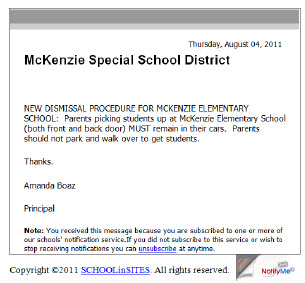 Thursday, August 04, 2011
McKenzie Special School District
NEW DISMISSAL PROCEDURE FOR MCKENZIE ELEMENTARY
SCHOOL:  Parents picking students up at McKenzie Elementary School
(both front and back door) MUST remain in their cars.  Parents
should not park and walk over to get students.
Thanks.
Amanda Boaz
Principal
Note: You received this message because you are subscribed to one or more of
our schools' notification service.If you did not subscribe to this service or wish to
stop receiving notifications you can unsubscribe at anytime.
Copyright ©2011 SCHOOLinSITES. All rights reserved.
NotifyMe